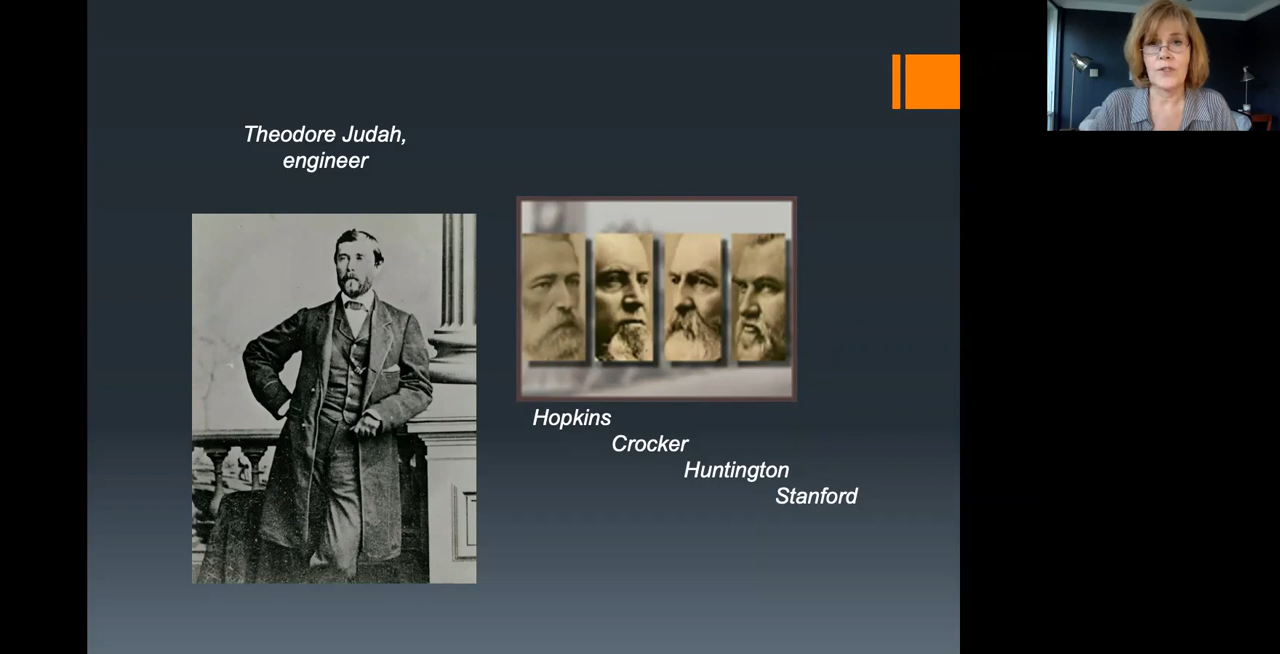 Theodore Judah,
engineer
Hopkins
Crocker
Huntington
Stanford